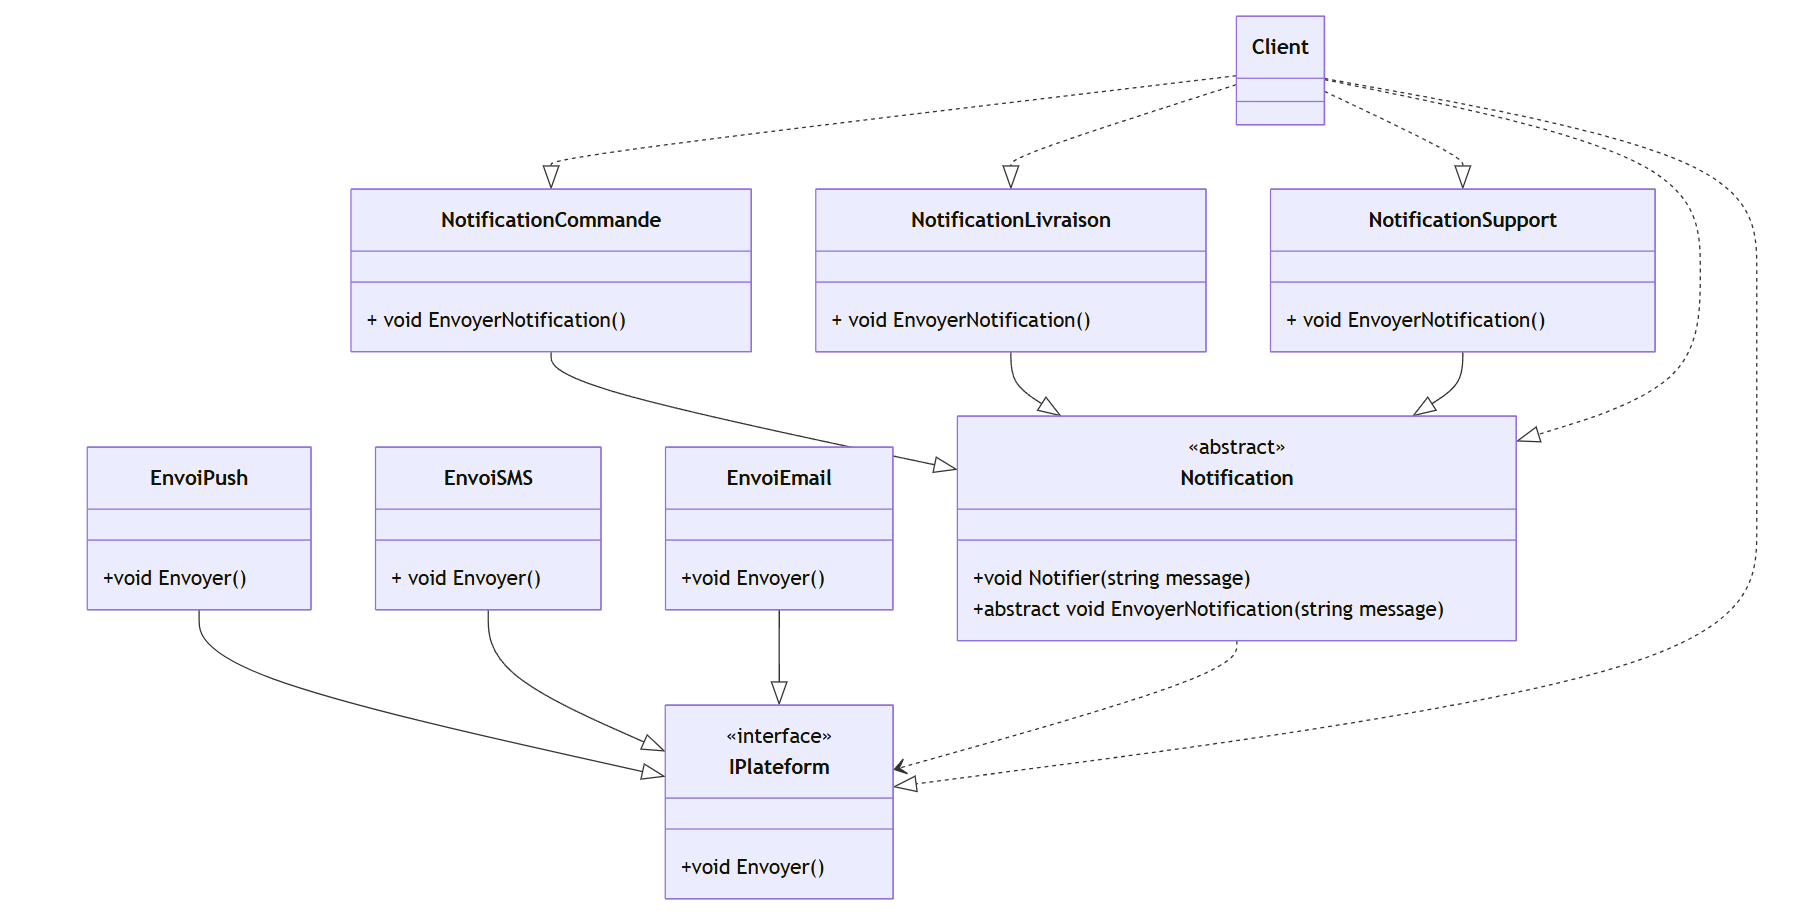 Client
NotificationCommande
+ void EnvoyerNotification()
NotificationLivraison
+ void EnvoyerNotification()
NotificationSupport
+ void EnvoyerNotification()
EnvoiPush
+void Envoyer()
EnvoiSMS
+ void Envoyer()
EnvoiEmail
+void Envoyer()
«abstract»
Notification
+void Notifier(string message)
+abstract void EnvoyerNotification(string message)
«interface»
IPlateform
+void Envoyer()